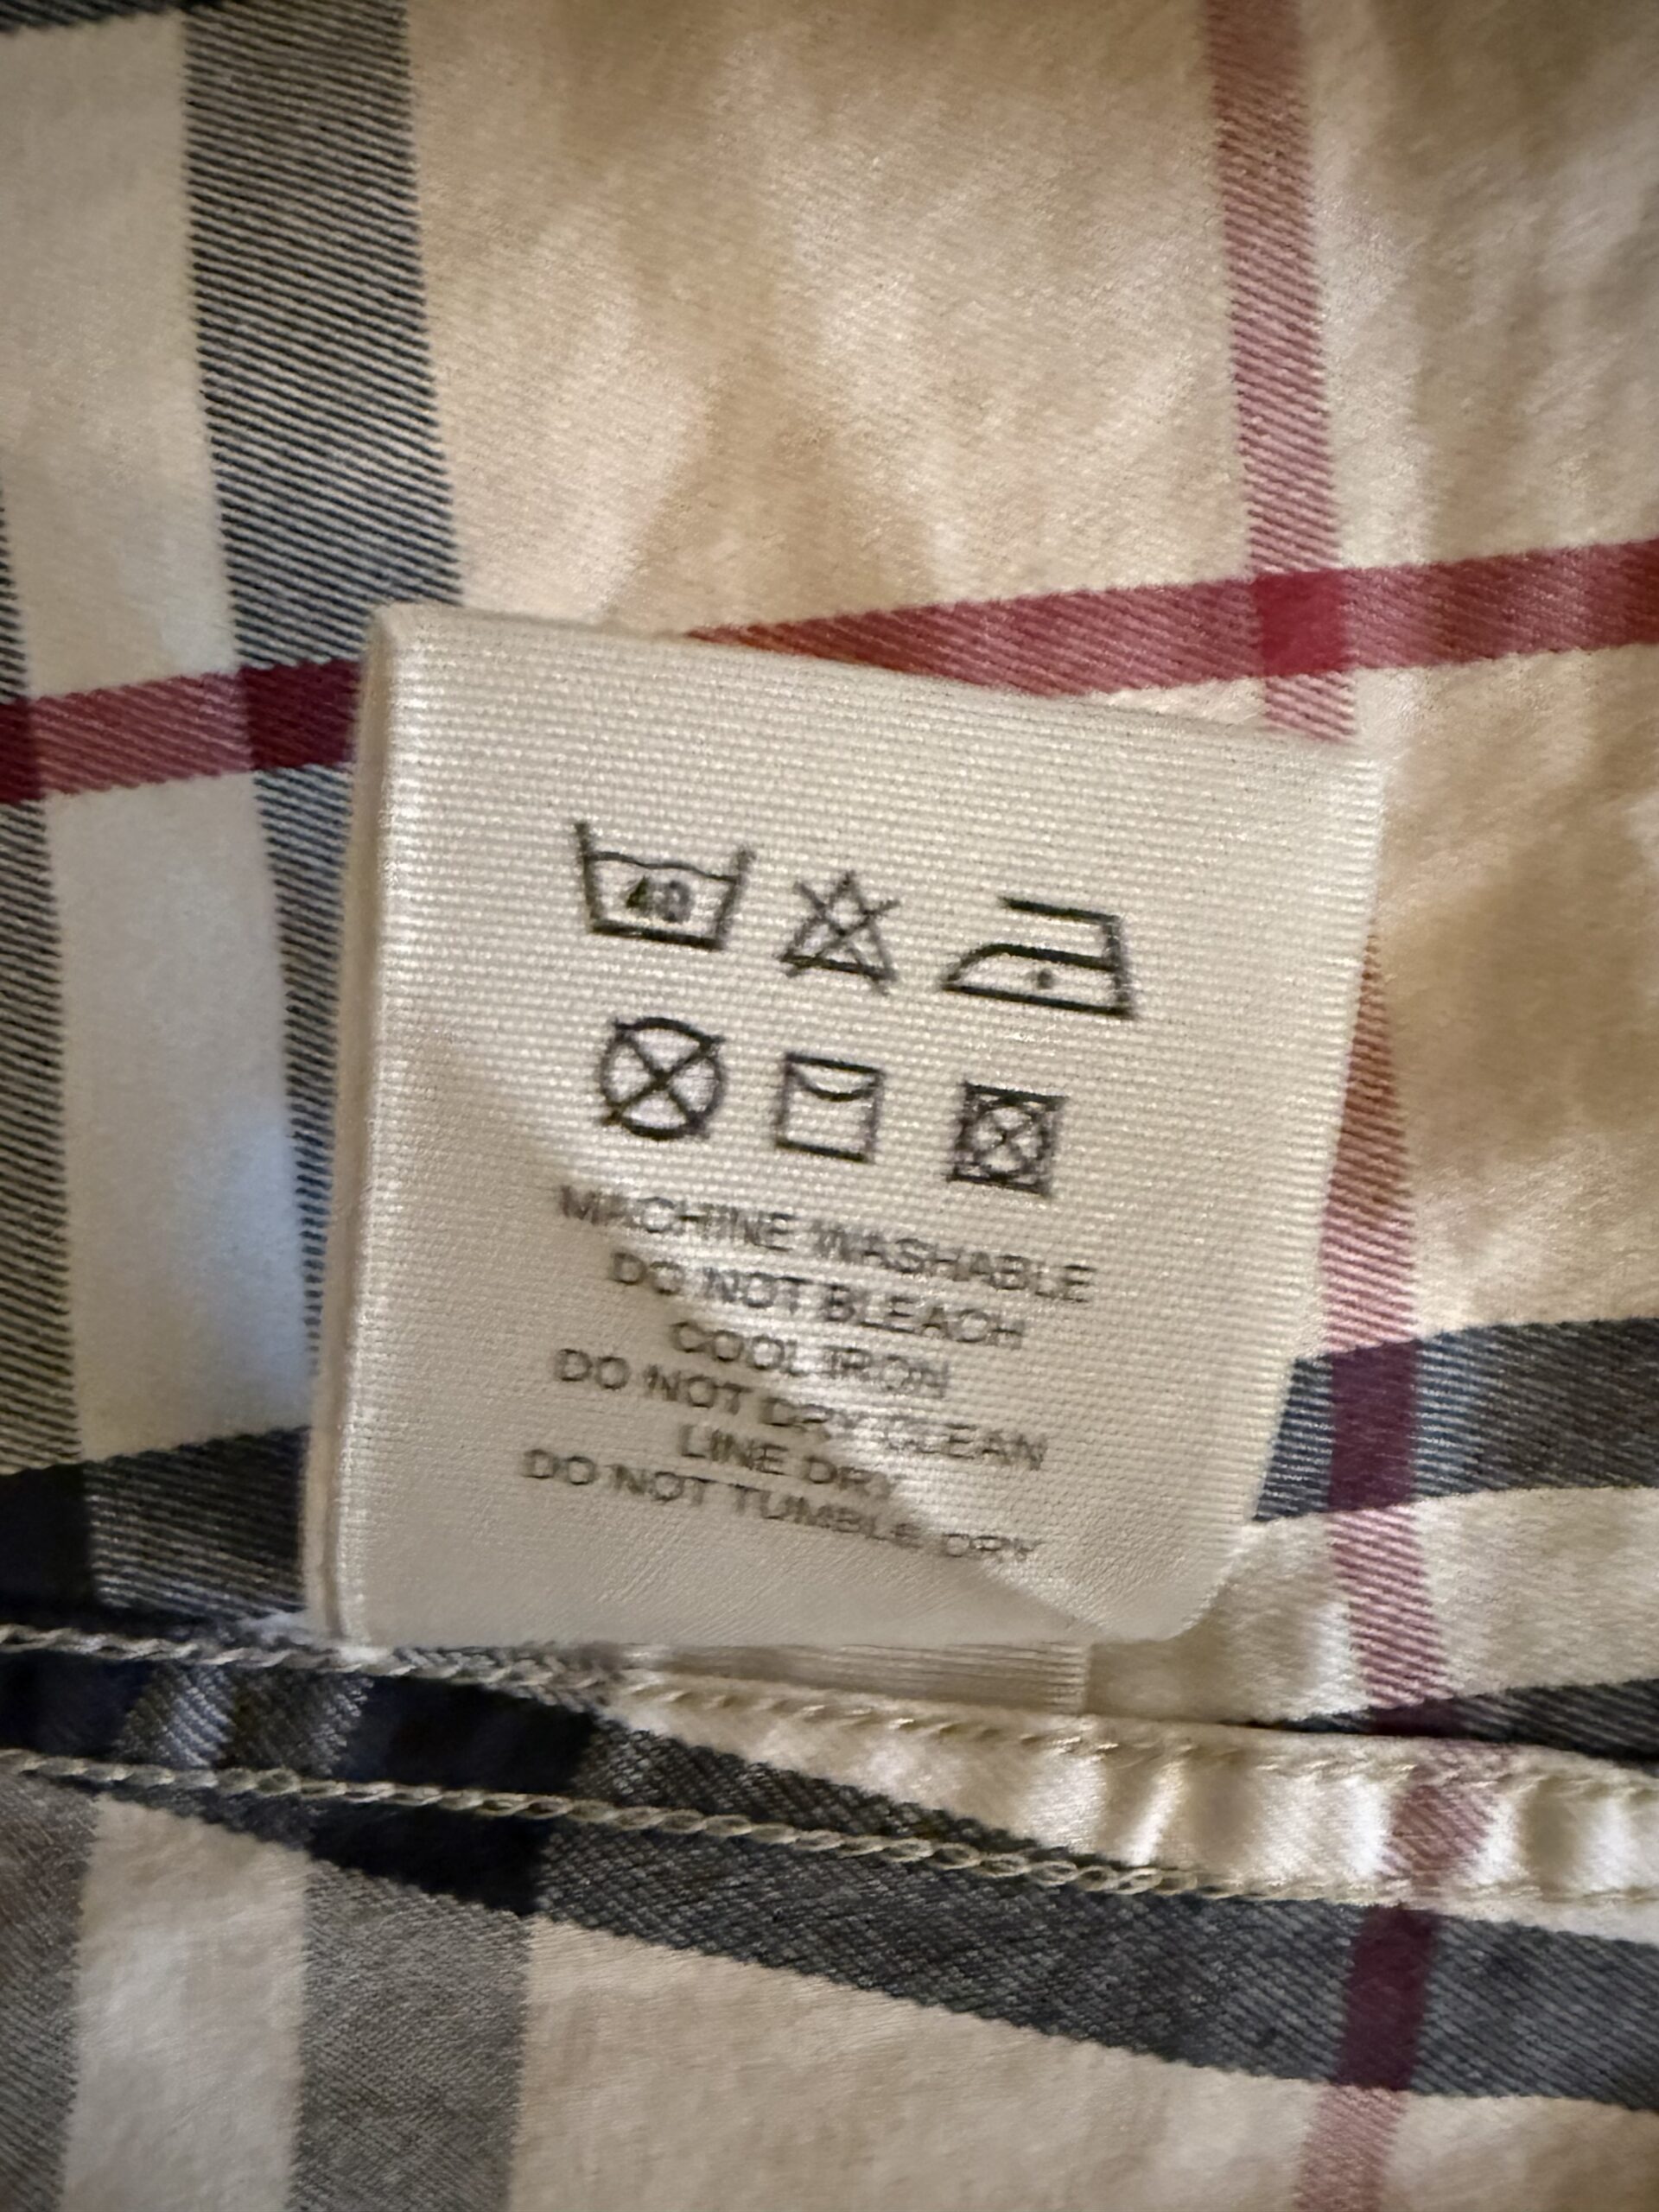 40
MACHINE WASHABLE
DO NOT BLEACH
COOL IRON
DO NOT DRY CLEAN
LINE DRY
DO NOT TUMBLE DRY